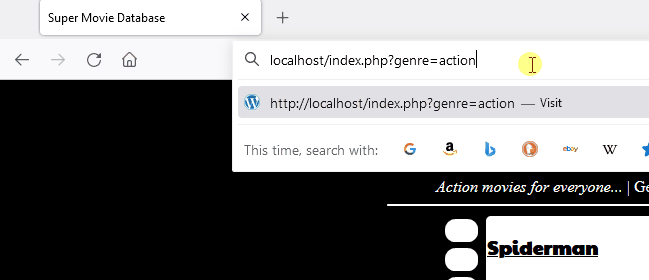 Super Movie Database
localhost/index.php?genre=action
http://localhost/index.php?genre=action — Visit
This time, search with: G a b ebay W
Action movies for everyone... | Ge
Spiderman